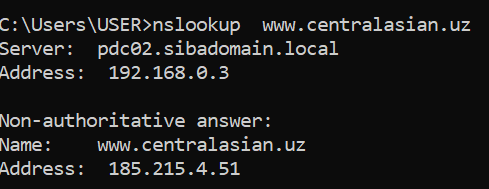 C:\Users\USER>nslookup  www.centralasian.uz
Server:  pdc02.sibadomain.local
Address:  192.168.0.3

Non-authoritative answer:
Name:    www.centralasian.uz
Address:  185.215.4.51